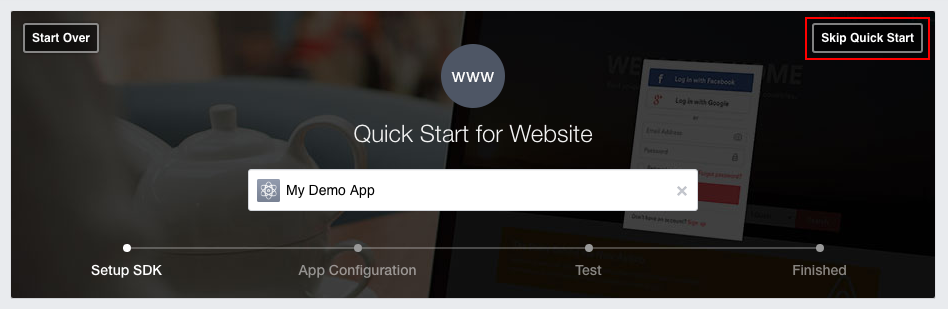 Start Over
Skip Quick Start
www
Quick Start for Website
My Demo App
Setup SDK
App Configuration
Test
Finished
Log in with Facebook
Log in with Google
Email Address
Password
Forgot password?
Don't have an account? Sign up